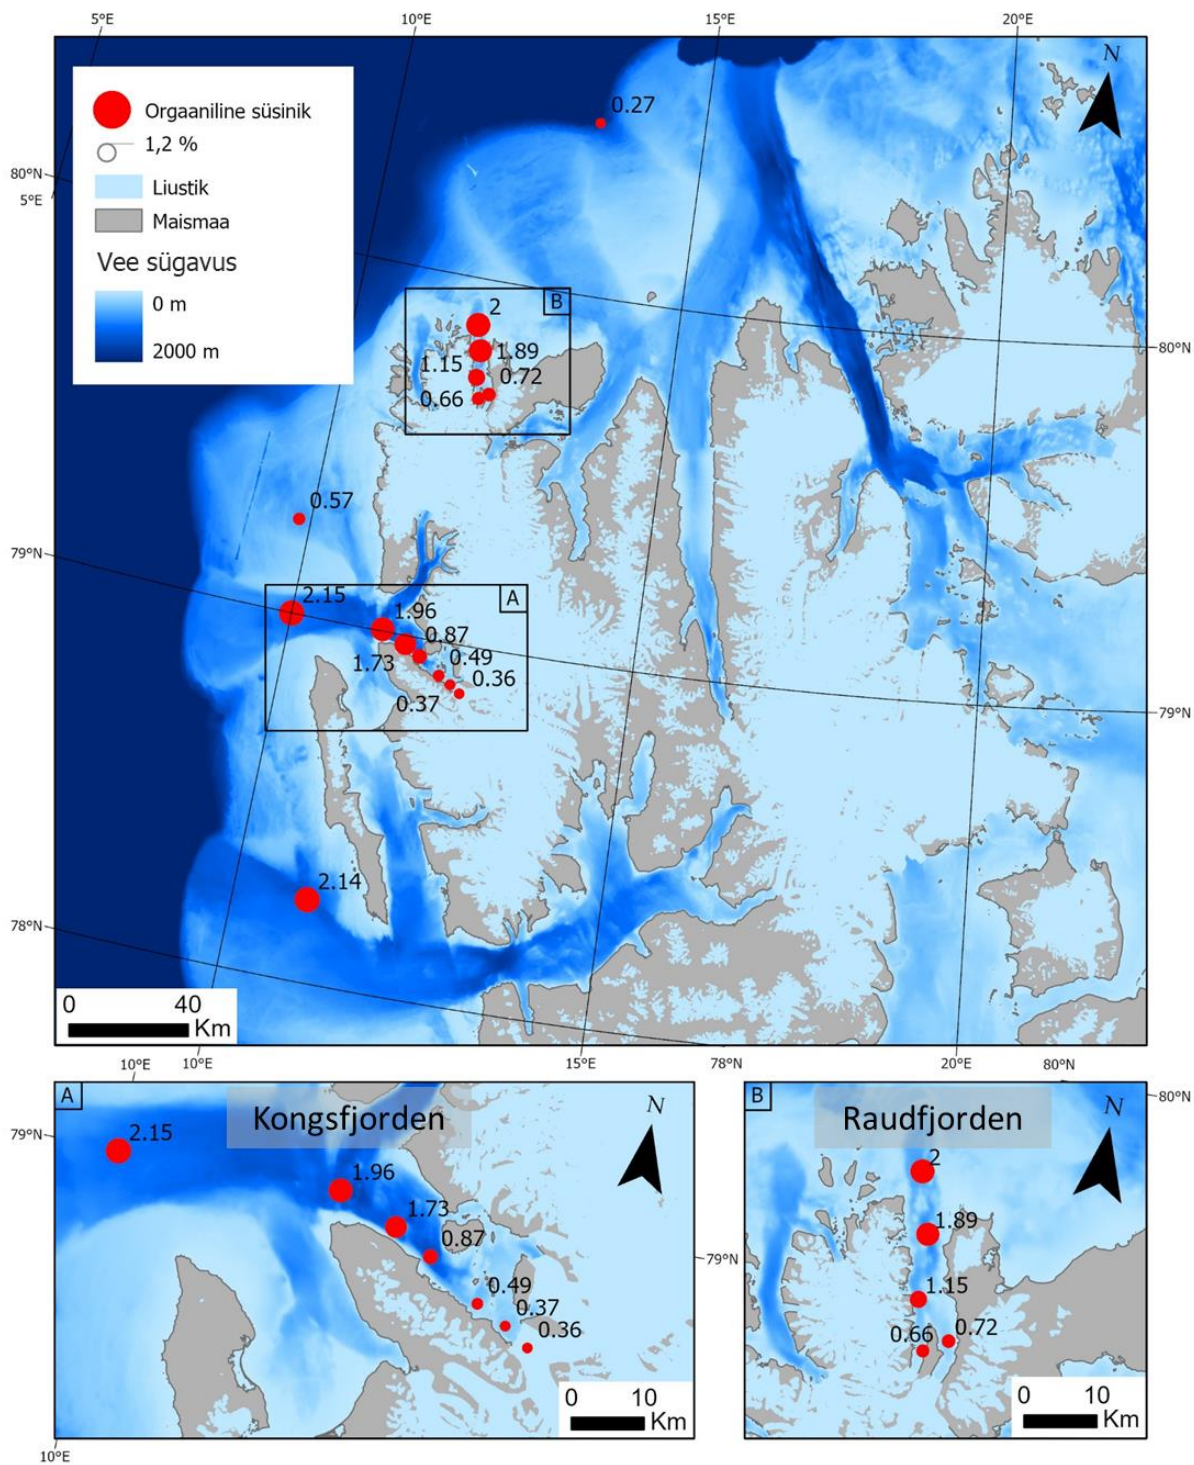 5°E 10°E 15°E 20°E
N
Orgaaniline süsinik
1,2 %
Liustik
Maismaa
Vee sügavus
0 m
2000 m
0.27
80°N
5°E
B
2
1.89
1.15
0.72
0.66
80°N
0.57
79°N
A
2.15
1.96
0.87
1.73
0.49
0.36
0.37
79°N
2.14
78°N
0 40
Km
10°E 10°E 15°E 78°N 20°E 80°N
A
Kongsfjorden
N
79°N
2.15
1.96
1.73
0.87
0.49
0.37
0.36
79°N
0 10
Km
10°E
B
Raudfjorden
N
80°N
2
1.89
1.15
0.66
0.72
0 10
Km